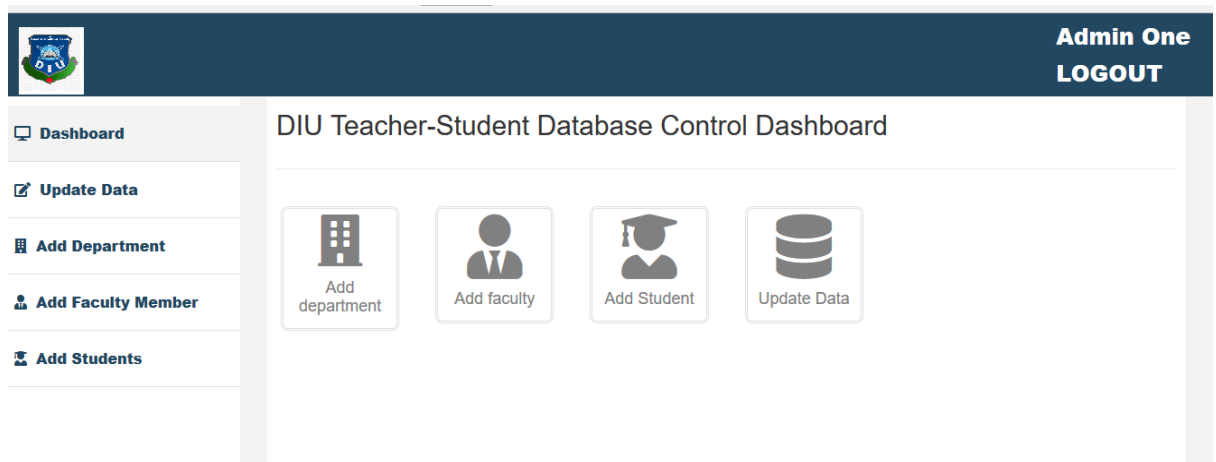 DIU
Admin One
LOGOUT
Dashboard
Update Data
Add Department
Add Faculty Member
Add Students
DIU Teacher-Student Database Control Dashboard
Add
department
Add faculty
Add Student
Update Data